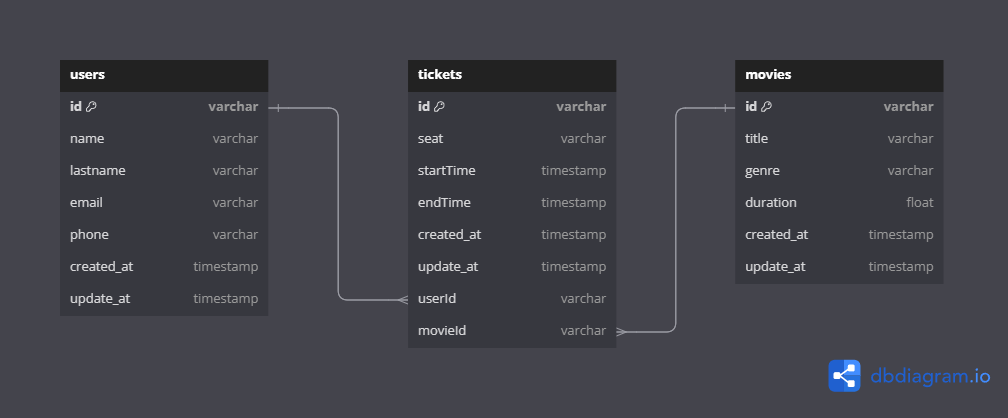 users
id varchar
name varchar
lastname varchar
email varchar
phone varchar
created_at timestamp
update_at timestamp
tickets
id varchar
seat varchar
startTime timestamp
endTime timestamp
created_at timestamp
update_at timestamp
userId varchar
movieId varchar
movies
id varchar
title varchar
genre varchar
duration float
created_at timestamp
update_at timestamp
dbdiagram.io